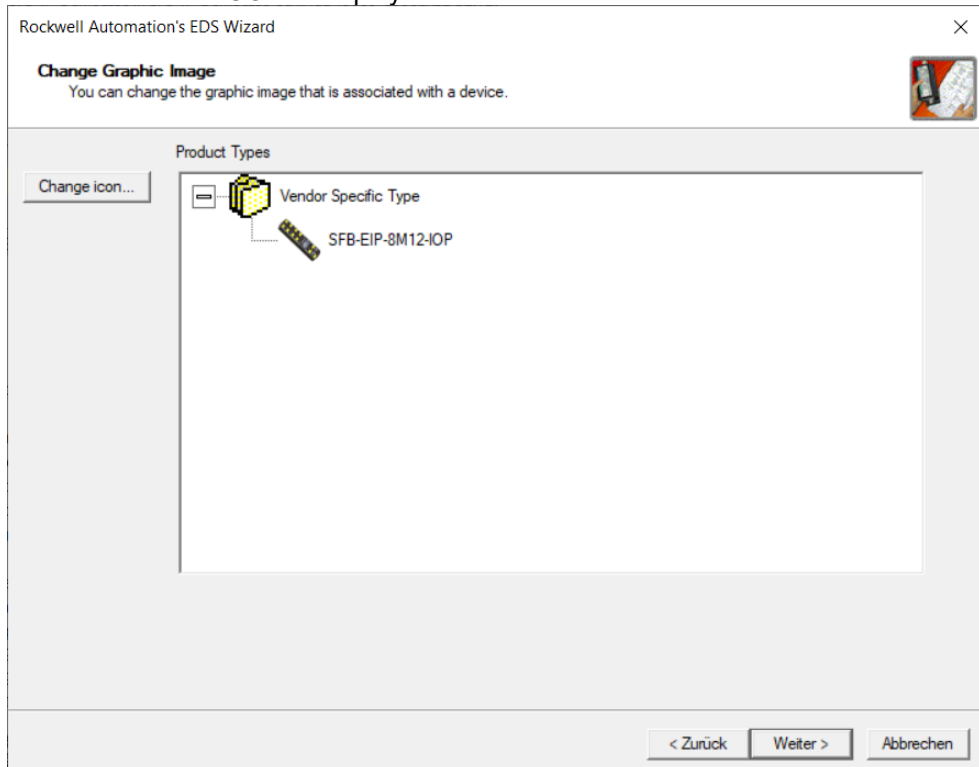 Rockwell Automation's EDS Wizard
Change Graphic Image
You can change the graphic image that is associated with a device.
Product Types
Change icon...
Vendor Specific Type
SFB-EIP-8M12-IOP
< Zurück
Weiter >
Abbrechen